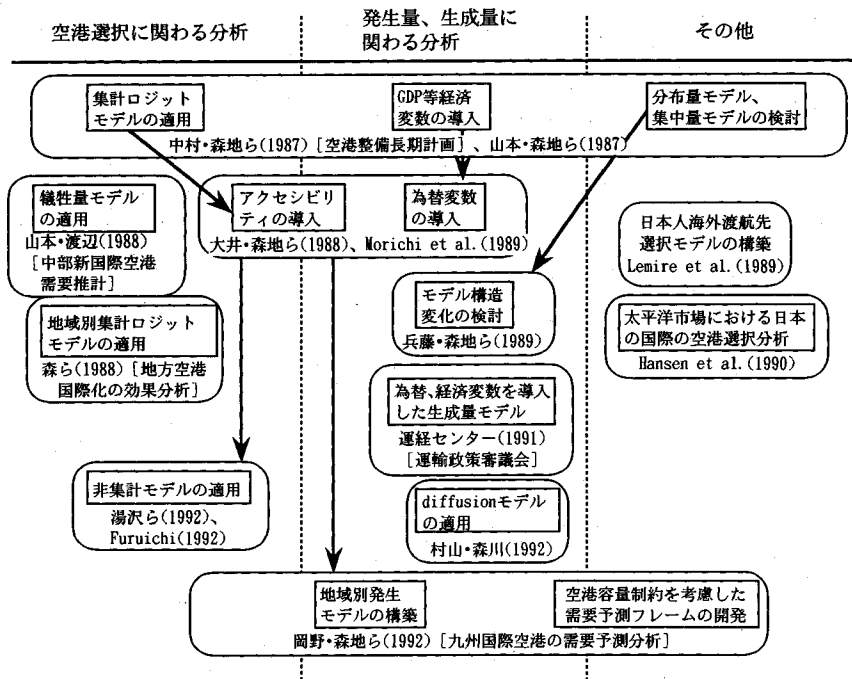 空港選択に関わる分析
発生量、生成量に
関わる分析
その他
集計ロジット
モデルの適用
GDP等経済
変数の導入
分布量モデル、
集中量モデルの検討
中村・森地ら(1987)[空港整備長期計画]、山本・森地ら(1987)
犠牲量モデル
の適用
山本・渡辺(1988)
[中部新国際空港
需要推計]
アクセシビリ
ティの導入
為替変数
の導入
大井・森地ら(1988)、Morichi et al.(1989)
日本人海外渡航先
選択モデルの構築
Lemire et al.(1989)
地域別集計ロジット
モデルの適用
森ら(1988)[地方空港
国際化の効果分析]
モデル構造
変化の検討
兵藤・森地ら(1989)
太平洋市場における日本
の国際の空港選択分析
Hansen et al.(1990)
為替、経済変数を導入
した生成量モデル
運経センター(1991)
[運輸政策審議会]
非集計モデルの適用
湯沢ら(1992)、
Furuichi(1992)
diffusionモデル
の適用
村山・森川(1992)
地域別発生
モデルの構築
空港容量制約を考慮した
需要予測フレームの開発
岡野・森地ら(1992)[九州国際空港の需要予測分析]